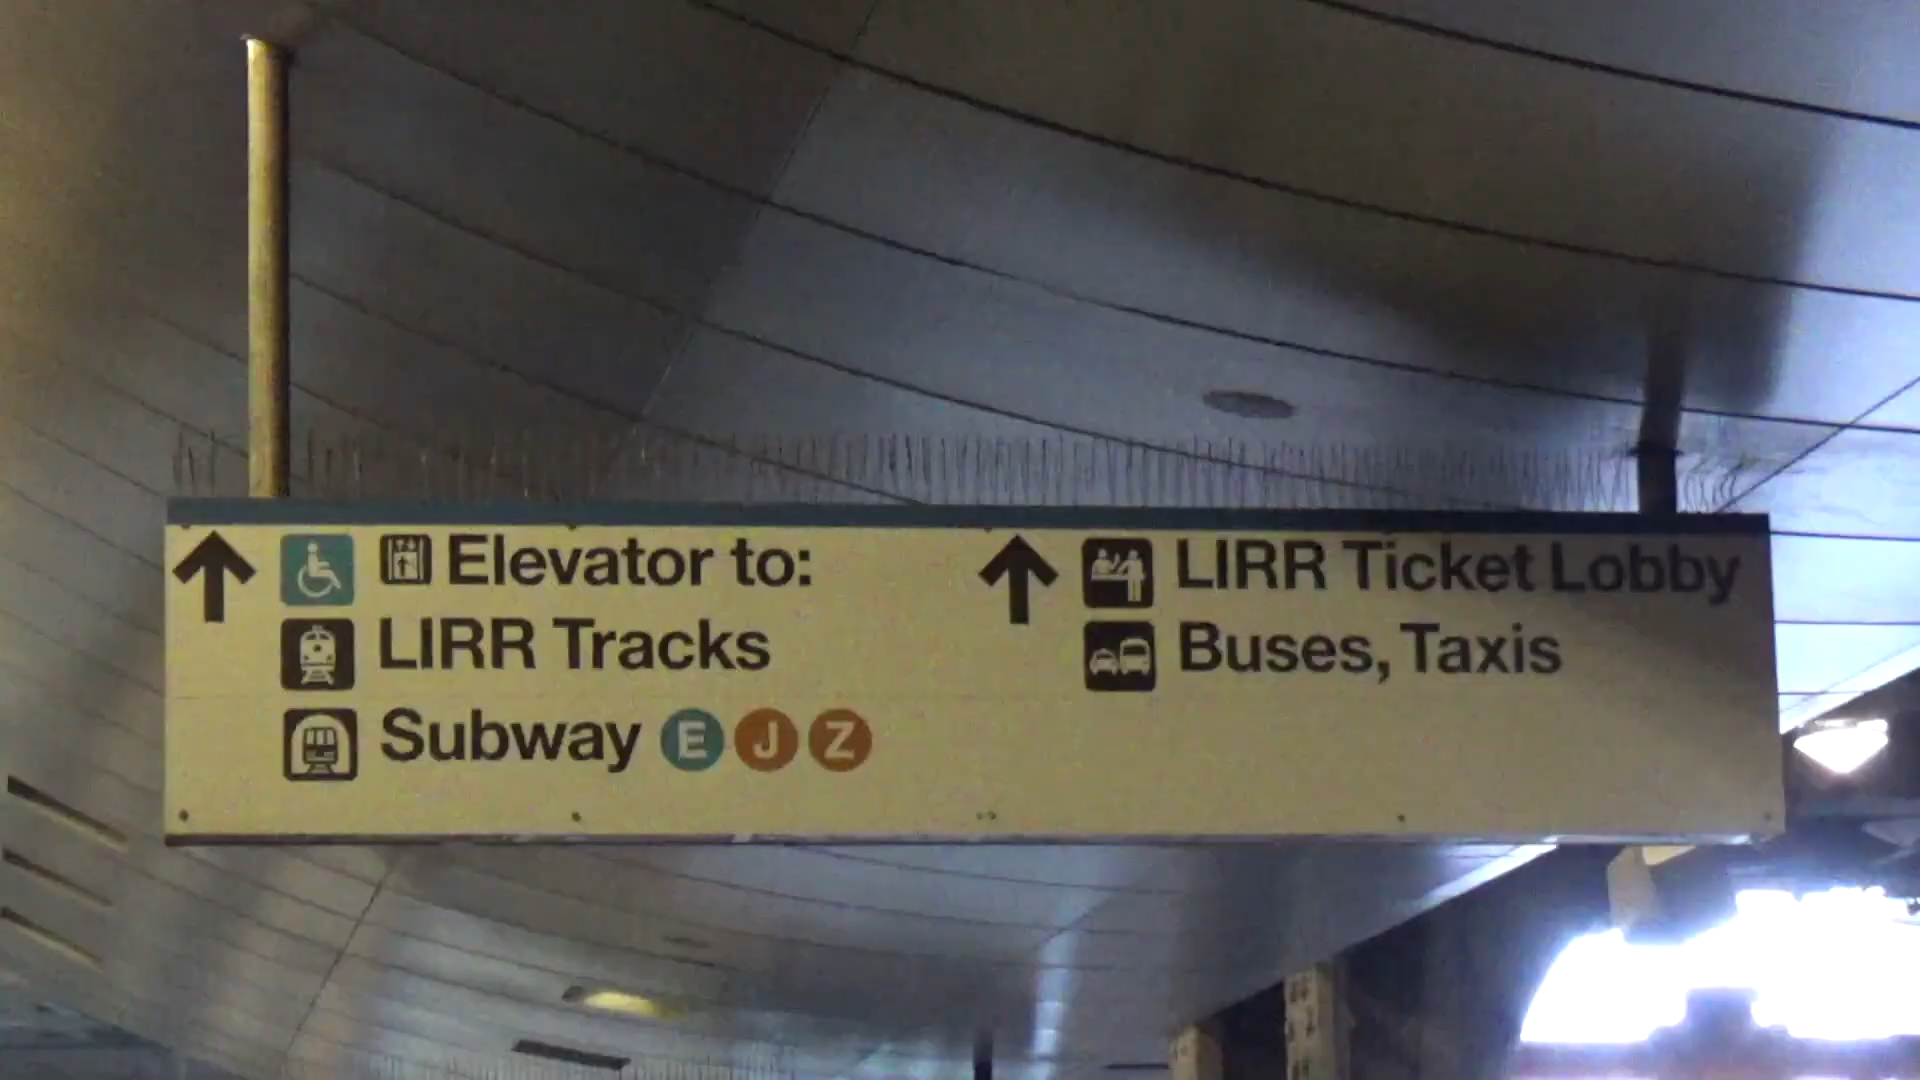 Elevator to:
LIRR Tracks
Subway E J Z
LIRR Ticket Lobby
Buses, Taxis